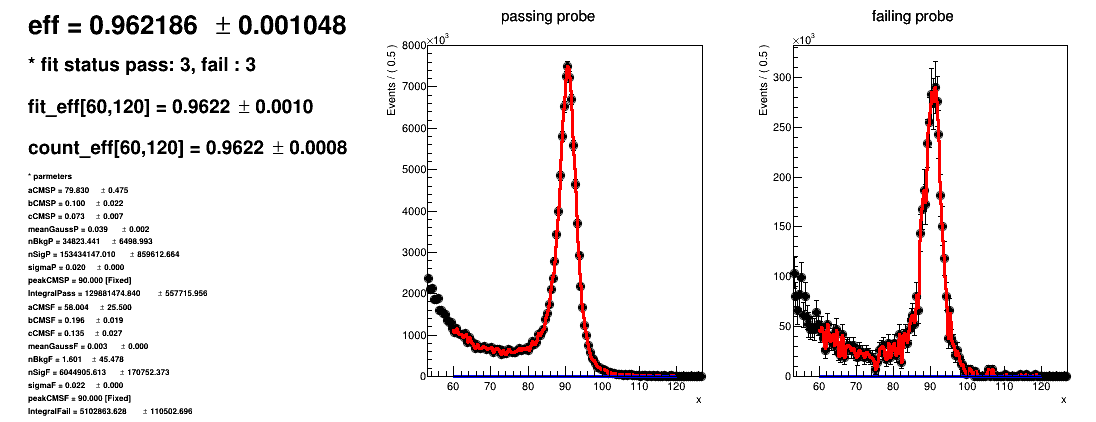 eff = 0.962186 ± 0.001048
* fit status pass: 3, fail : 3
fit_eff[60,120] = 0.9622 ± 0.0010
count_eff[60,120] = 0.9622 ± 0.0008
* parmeters
aCMSP = 79.830 ± 0.475
bCMSP = 0.100 ± 0.022
cCMSP = 0.073 ± 0.007
meanGaussP = 0.039 ± 0.002
nBkgP = 34823.441 ± 6498.993
nSigP = 153434147.010 ± 859612.664
sigmaP = 0.020 ± 0.000
peakCMSP = 90.000 [Fixed]
IntegralPass = 129881474.840 ± 557715.956
aCMSF = 58.004 ± 25.500
bCMSF = 0.196 ± 0.019
cCMSF = 0.135 ± 0.027
meanGaussF = 0.003 ± 0.000
nBkgF = 1.601 ± 45.478
nSigF = 6044905.613 ± 170752.373
sigmaF = 0.022 ± 0.000
peakCMSF = 90.000 [Fixed]
IntegralFail = 5102863.628 ± 110502.696
passing probe
×10³
Events / ( 0.5 )
8000
7000
6000
5000
4000
3000
2000
1000
0
60 70 80 90 100 110 120
x
failing probe
×10³
Events / ( 0.5 )
300
250
200
150
100
50
0
60 70 80 90 100 110 120
x